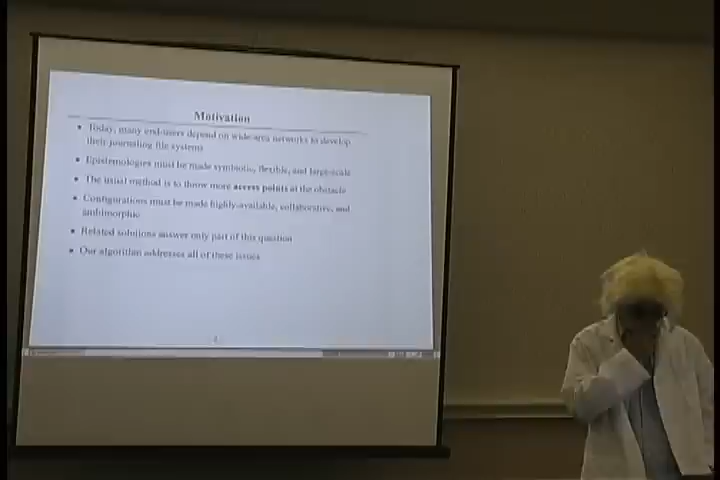 Motivation
• Today, many end-users depend on wide-area networks to develop
their journaling file systems
• Epistemologies must be made symbiotic, flexible, and large-scale
• The usual method is to throw more access points at the obstacle
• Configurations must be made highly-available, collaborative, and
ambimorphic
• Related solutions answer only part of this question
• Our algorithm addresses all of these issues